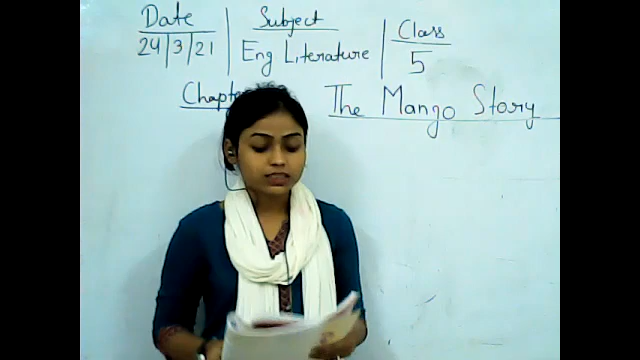 Date
24/3/21
Subject
Eng Literature
Class
5
The Mango Story